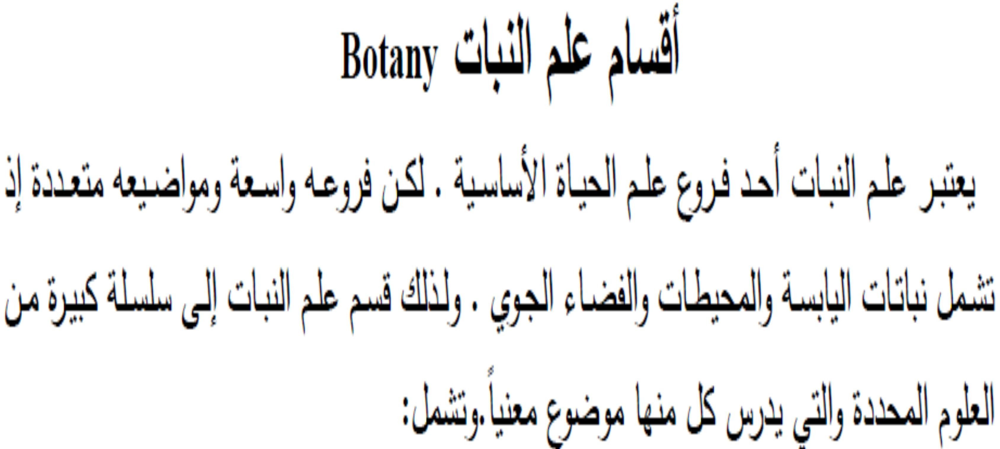 أقسام علم النبات Botany
يعتبر علم النبات أحد فروع علم الحياة الأساسية . لكن فروعه واسعة ومواضيعه متعددة إذ
تشمل نباتات اليابسة والمحيطات والفضاء الجوي . ولذلك قسم علم النبات إلى سلسلة كبيرة من
العلوم المحددة والتي يدرس كل منها موضوع معنياً.وتشمل: